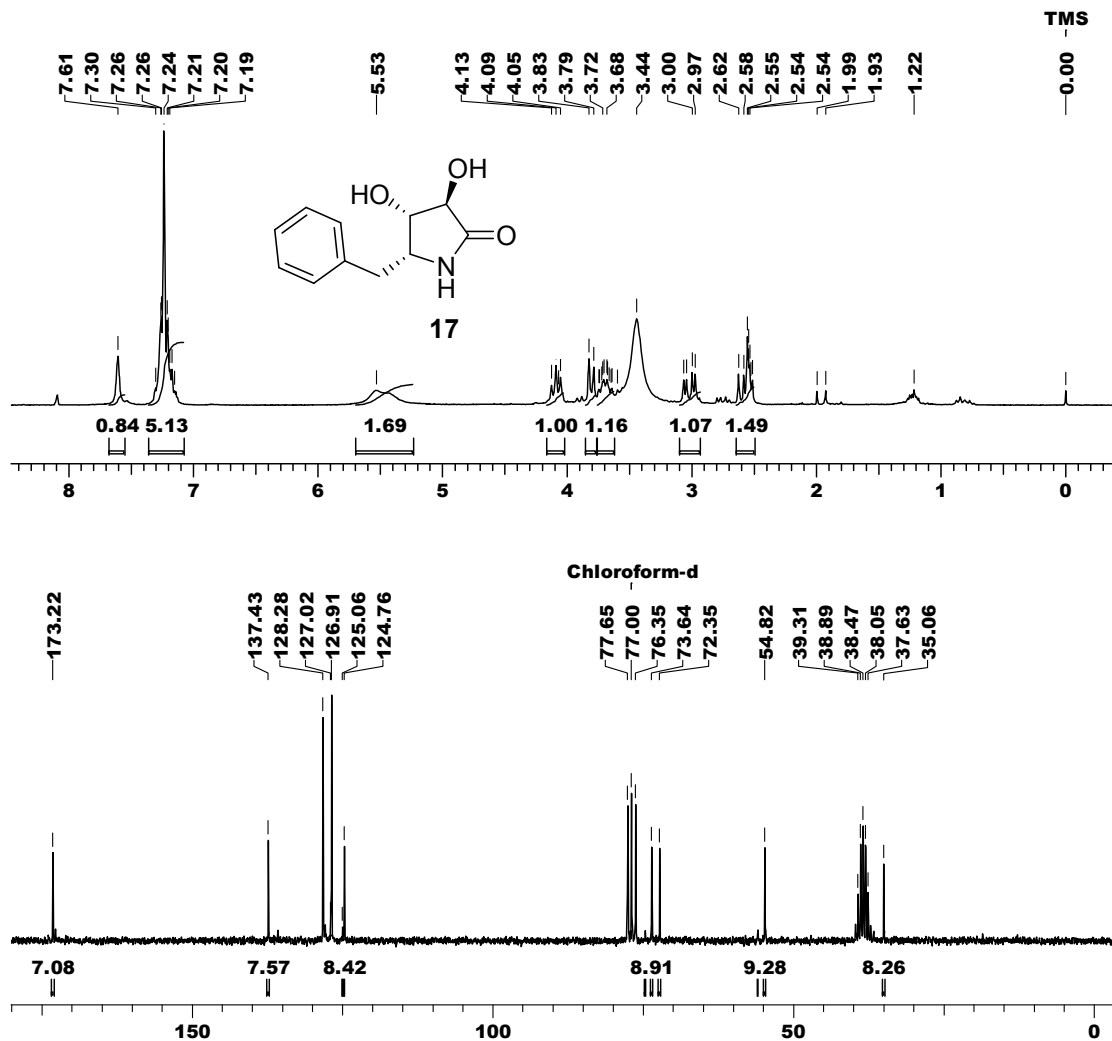 TMS
7.61 7.30 7.26 7.26 7.24 7.21 7.20 7.19 5.53 4.13 4.09 4.05 3.83 3.79 3.72 3.68 3.44 3.00 2.97 2.62 2.58 2.55 2.54 2.54 1.99 1.93 1.22 0.00
OH
HO
O
N
H
17
0.84 5.13 1.69 1.00 1.16 1.07 1.49
8 7 6 5 4 3 2 1 0
Chloroform-d
173.22 137.43 128.28 127.02 126.91 125.06 124.76 77.65 77.00 76.35 73.64 72.35 54.82 39.31 38.89 38.47 38.05 37.63 35.06
7.08 7.57 8.42 8.91 9.28 8.26
150 100 50 0